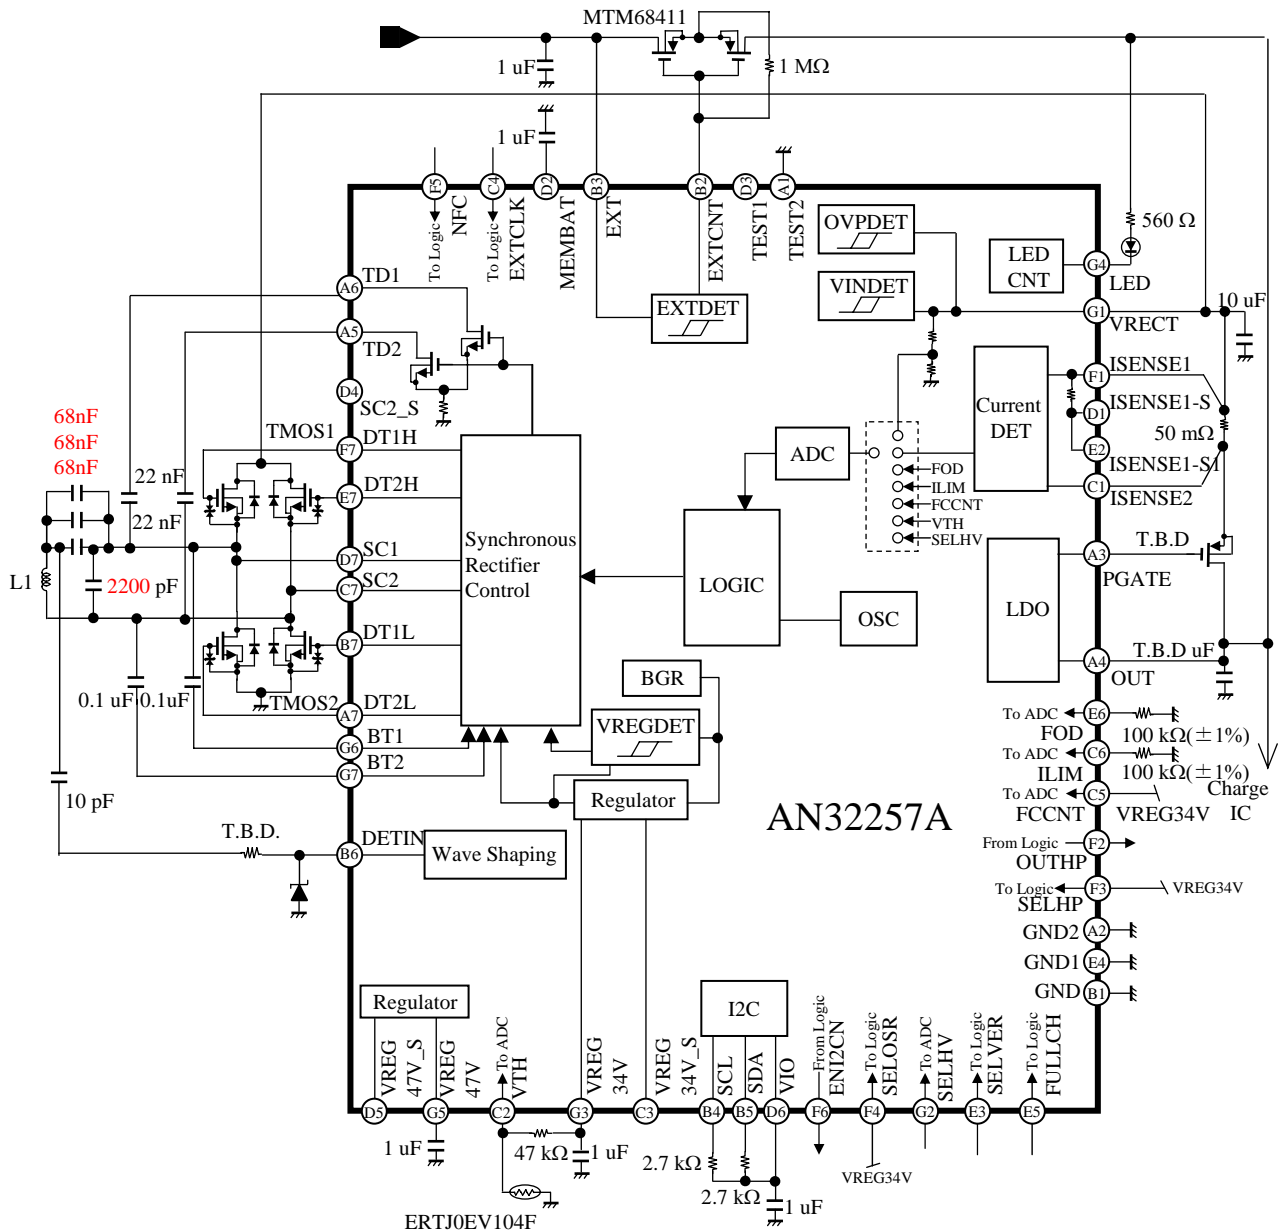 MTM68411
1 uF
1 MΩ
1 uF
F5
C4
D2
B3
B2
D3
A1
To Logic
NFC
To Logic
EXTCLK
MEMBAT
EXT
EXTCNT
TEST1
TEST2
OVPDET
VINDET
EXTDET
LED
CNT
560 Ω
G4
LED
G1
VRECT
10 uF
A6
TD1
A5
TD2
D4
SC2_S
TMOS1
F7
DT1H
E7
DT2H
D7
SC1
C7
SC2
B7
DT1L
TMOS2
A7
DT2L
G6
BT1
G7
BT2
68nF
68nF
68nF
22 nF
22 nF
L1
2200 pF
0.1 uF
0.1uF
10 pF
T.B.D.
B6
DETIN
Wave Shaping
Synchronous
Rectifier
Control
LOGIC
ADC
OSC
BGR
VREGDET
Regulator
FOD
ILIM
FCCNT
VTH
SELHV
Current
DET
F1
ISENSE1
D1
ISENSE1-S
E2
ISENSE1-S1
C1
ISENSE2
50 mΩ
LDO
A3
PGATE
T.B.D
A4
OUT
T.B.D uF
To ADC
E6
FOD
100 kΩ(±1%)
To ADC
C6
ILIM
100 kΩ(±1%)
To ADC
C5
FCCNT
VREG34V
Charge
IC
AN32257A
From Logic
F2
OUTHP
To Logic
F3
SELHP
VREG34V
GND2
A2
GND1
E4
GND
B1
Regulator
I2C
VREG
47V_S
VREG
47V
To ADC
VTH
VREG
34V
VREG
34V_S
SCL
SDA
VIO
From Logic
ENI2CN
To Logic
SELOSR
To ADC
SELHV
To Logic
SELVER
To Logic
FULLCH
D5
G5
C2
G3
C3
B4
B5
D6
F6
F4
G2
E3
E5
1 uF
47 kΩ
1 uF
2.7 kΩ
2.7 kΩ
1 uF
VREG34V
ERTJ0EV104F